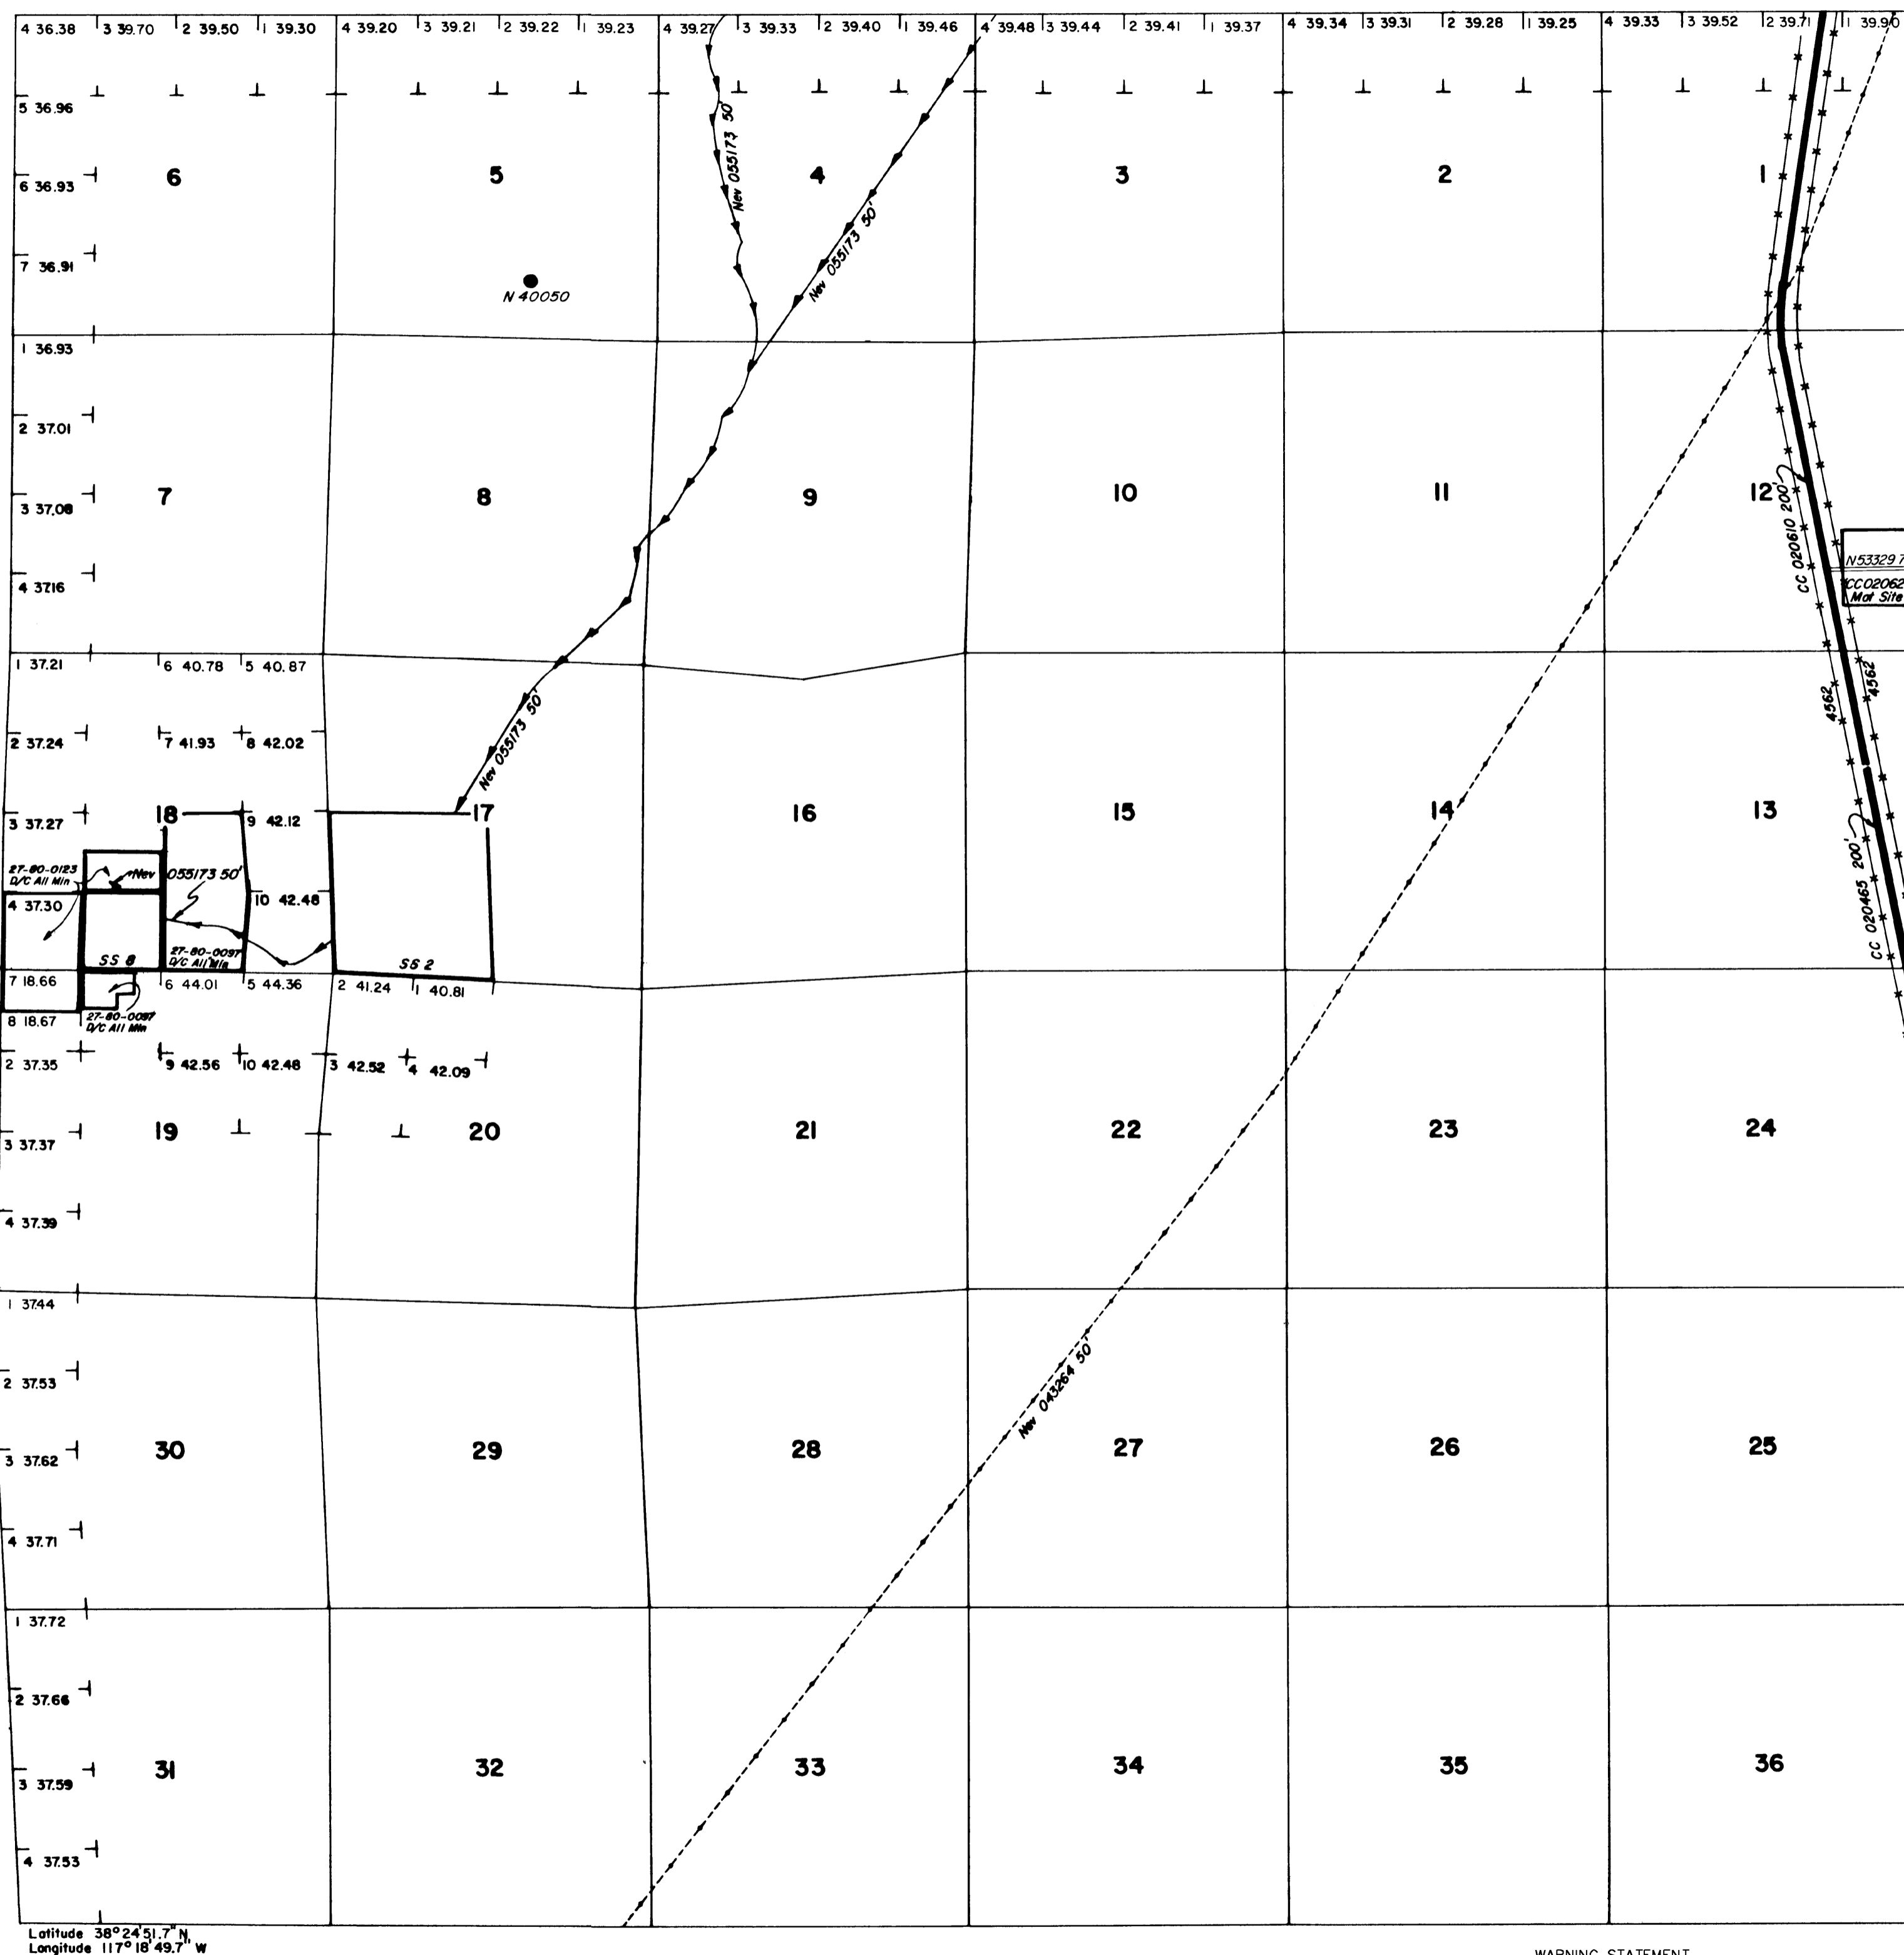 4 36.38 3 39.70 2 39.50 1 39.30 4 39.20 3 39.21 2 39.22 1 39.23 4 39.27 3 39.33 2 39.40 1 39.46 4 39.48 3 39.44 2 39.41 1 39.37 4 39.34 3 39.31 2 39.28 1 39.25 4 39.33 3 39.52 2 39.71 1 39.90
5 36.96
Nev 055173 50'
6 36.93
6 5 4 3 2 1
Nev 055173 50'
7 36.91
N 40050
1 36.93
2 37.01
7 8 9 10 11 12
3 37.08
CC 020610 200'
N53329
4 37.16
CC02062
Mat Site
1 37.21 6 40.78 5 40.87
4562
4562
Nev 055173 50'
2 37.24 7 41.93 8 42.02
18 17 16 15 14 13
3 37.27 9 42.12
27-80-0123
D/C All Min
Nev 055173 50'
4 37.30 10 42.48
CC 020465 200'
SS 8
27-80-0097
D/C All Min
SS 2
7 18.66 6 44.01 5 44.36 2 41.24 1 40.81
8 18.67
27-80-0097
D/C All Min
2 37.35 9 42.56 10 42.48 3 42.52 4 42.09
19 20 21 22 23 24
3 37.37
4 37.39
1 37.44
2 37.53
Nev 043264 50'
30 29 28 27 26 25
3 37.62
4 37.71
1 37.72
2 37.66
31 32 33 34 35 36
3 37.59
4 37.53
Latitude 38° 24' 51.7" N
Longitude 117° 18' 49.7" W
WARNING STATEMENT